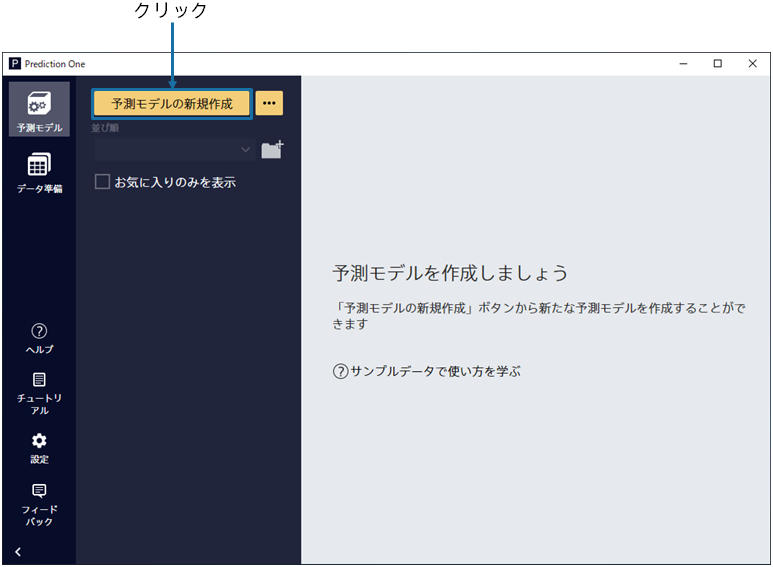 クリック
P Prediction One
予測モデル
データ準備
ヘルプ
チュートリ
アル
設定
フィード
バック
予測モデルの新規作成
並び順
お気に入りのみを表示
予測モデルを作成しましょう
「予測モデルの新規作成」ボタンから新たな予測モデルを作成することがで
きます
?サンプルデータで使い方を学ぶ